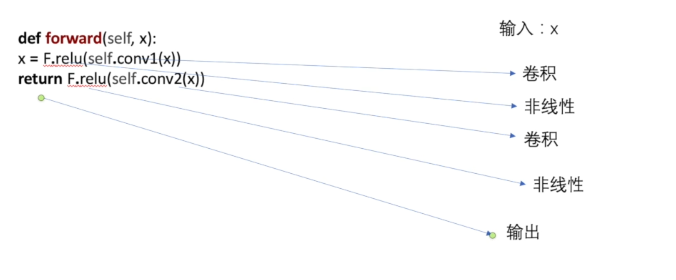 输入：x
def forward(self, x):
x = F.relu(self.conv1(x))
return F.relu(self.conv2(x))
卷积
非线性
卷积
非线性
输出